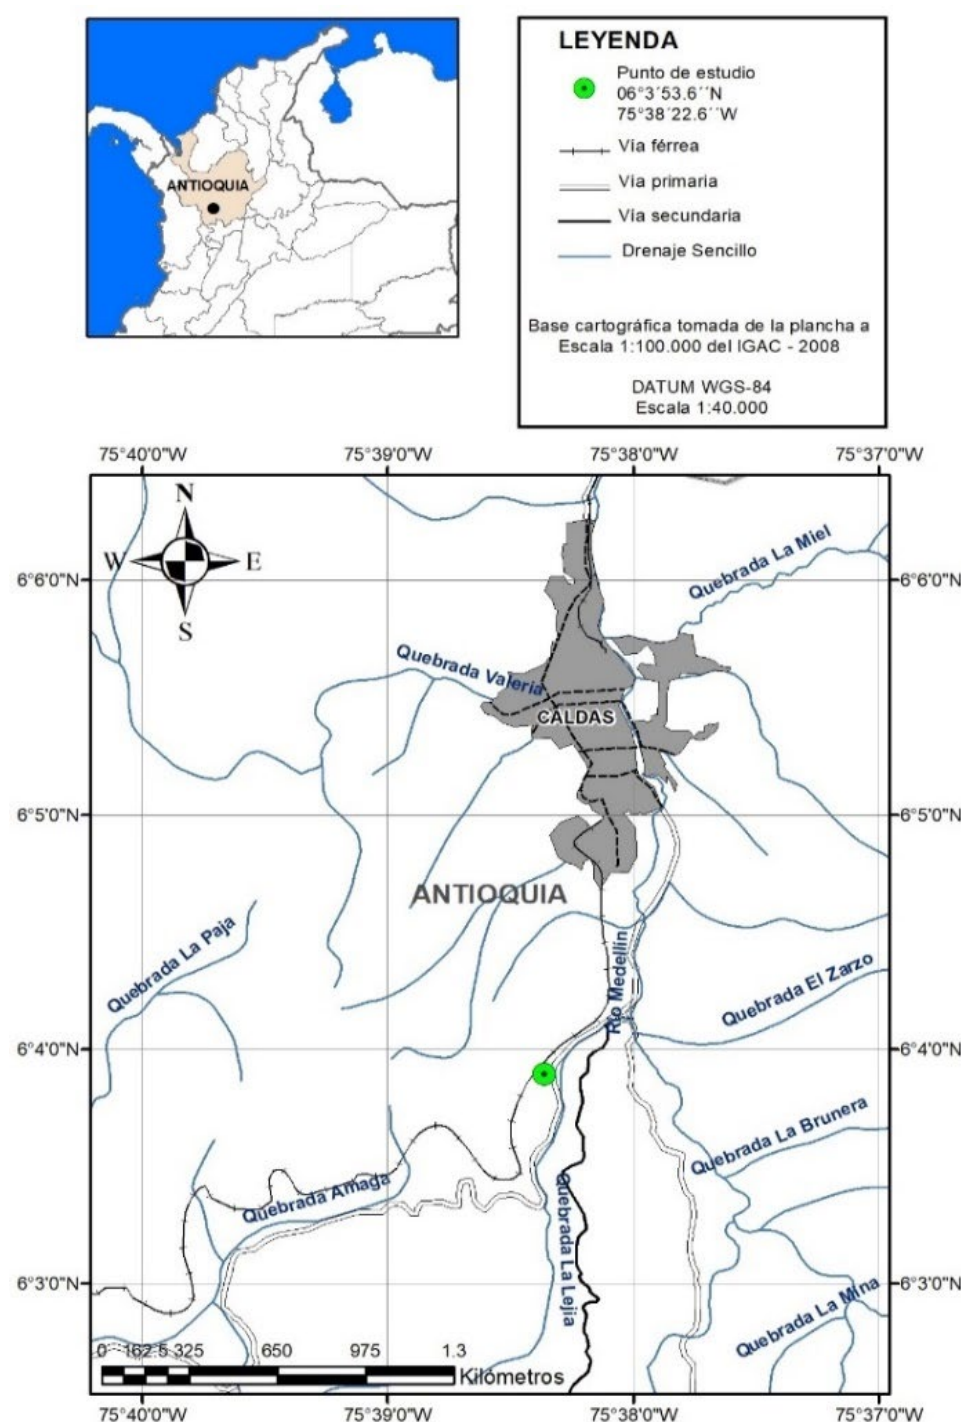 ANTIOQUIA
LEYENDA
Punto de estudio
06°3´53.6´´N
75°38´22.6´´W
Vía férrea
Vía primaria
Vía secundaria
Drenaje Sencillo
Base cartográfica tomada de la plancha a
Escala 1:100.000 del IGAC - 2008
DATUM WGS-84
Escala 1:40.000
75°40'0"W
75°39'0"W
75°38'0"W
75°37'0"W
N
W
E
S
6°6'0"N
6°6'0"N
Quebrada La Miel
Quebrada Valeria
CALDAS
6°5'0"N
6°5'0"N
ANTIOQUIA
Quebrada La Paja
Río Medellín
Quebrada El Zarzo
6°4'0"N
6°4'0"N
Quebrada La Brunera
Quebrada Amaga
Quebrada La Lejia
6°3'0"N
6°3'0"N
Quebrada La Mina
0 162.5 325 650 975 1.3
Kilómetros
75°40'0"W
75°39'0"W
75°38'0"W
75°37'0"W